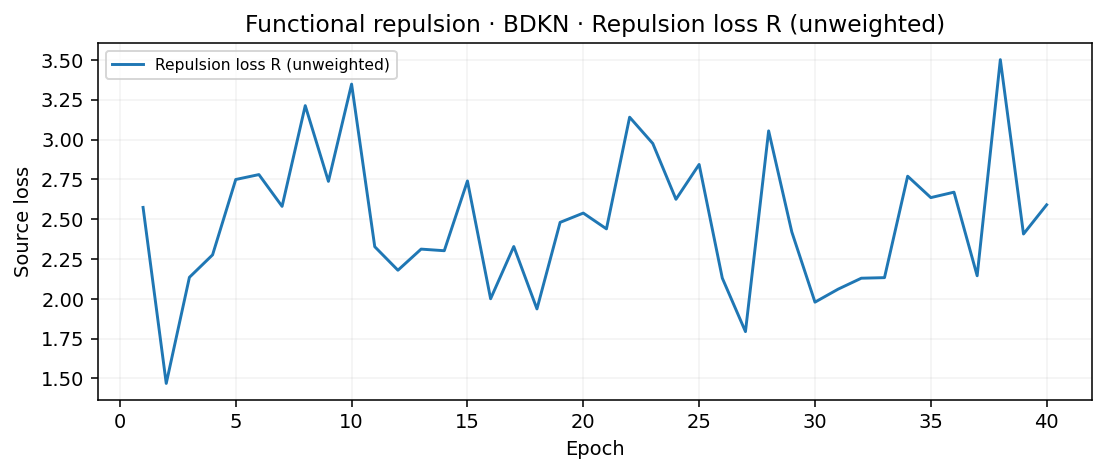 Functional repulsion · BDKN · Repulsion loss R (unweighted)
Repulsion loss R (unweighted)
Source loss
3.50
3.25
3.00
2.75
2.50
2.25
2.00
1.75
1.50
0 5 10 15 20 25 30 35 40
Epoch